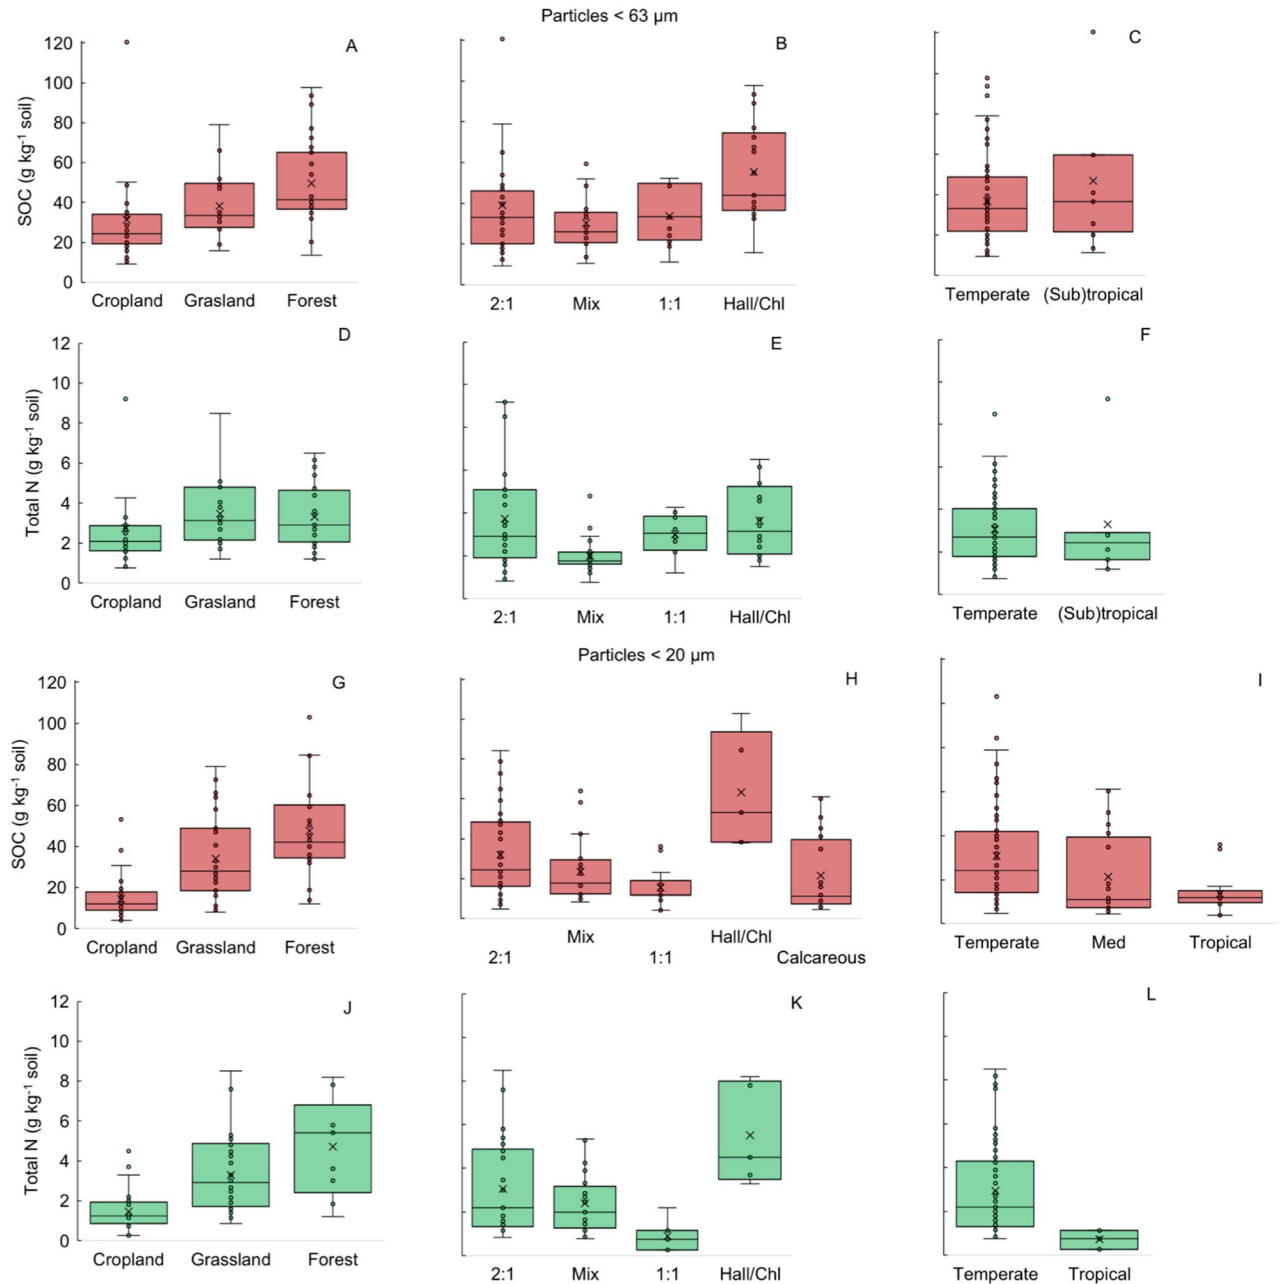 Particles < 63 µm
A
B
C
SOC (g kg⁻¹ soil)
120
100
80
60
40
20
0
Cropland Grasland Forest
2:1 Mix 1:1 Hall/Chl
Temperate (Sub)tropical
D
E
F
Total N (g kg⁻¹ soil)
12
10
8
6
4
2
0
Cropland Grasland Forest
2:1 Mix 1:1 Hall/Chl
Temperate (Sub)tropical
Particles < 20 µm
G
H
I
SOC (g kg⁻¹ soil)
120
100
80
60
40
20
0
Cropland Grassland Forest
Mix Hall/Chl
2:1 1:1 Calcareous
Temperate Med Tropical
J
K
L
Total N (g kg⁻¹ soil)
12
10
8
6
4
2
0
Cropland Grassland Forest
2:1 Mix 1:1 Hall/Chl
Temperate Tropical